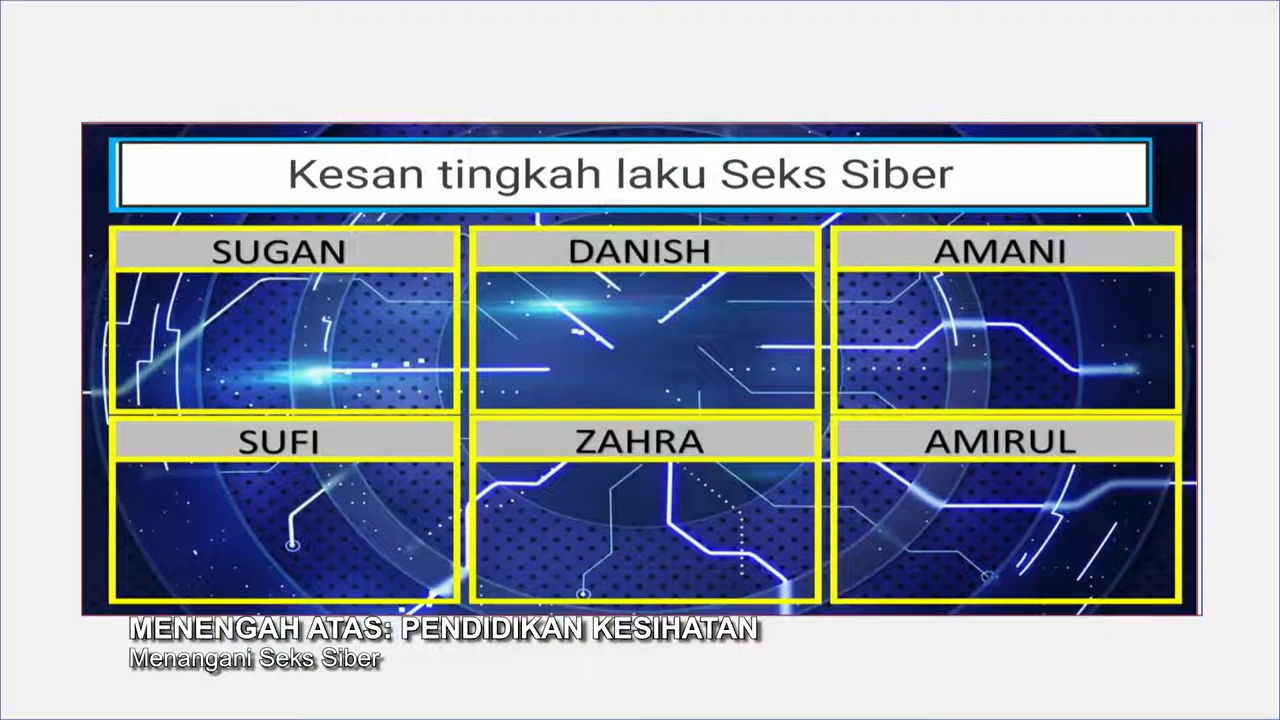 Kesan tingkah laku Seks Siber
SUGAN
DANISH
AMANI
SUFI
ZAHRA
AMIRUL
MENENGAH ATAS: PENDIDIKAN KESIHATAN
Menangani Seks Siber